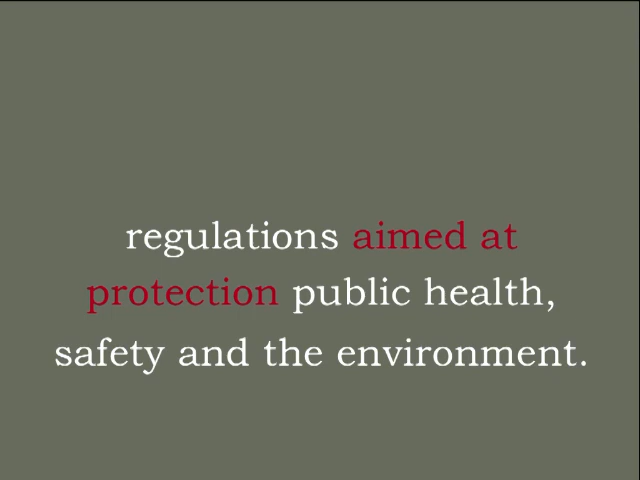 regulations aimed at
protection public health,
safety and the environment.